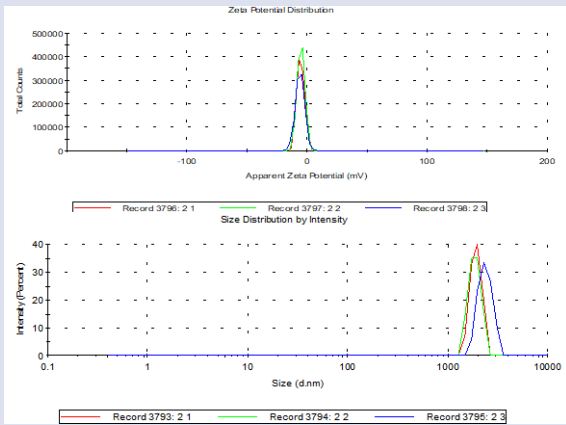 Zeta Potential Distribution
500000
400000
300000
200000
100000
0
Total Counts
-100 0 100 200
Apparent Zeta Potential (mV)
Record 3796: 2 1 Record 3797: 2 2 Record 3798: 2 3
Size Distribution by Intensity
40
30
20
10
0
Intensity (Percent)
0.1 1 10 100 1000 10000
Size (d.nm)
Record 3793: 2 1 Record 3794: 2 2 Record 3795: 2 3